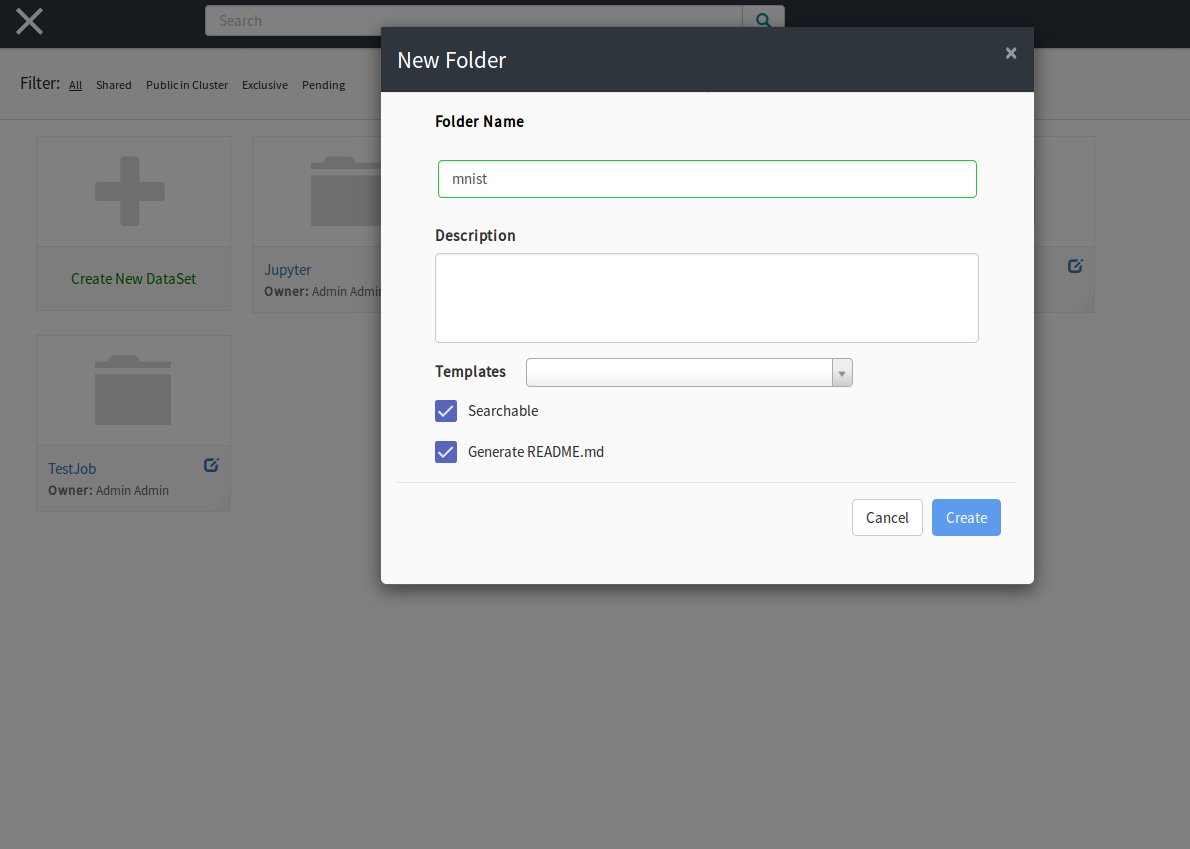 Search
New Folder
×
Filter: All Shared Public in Cluster Exclusive Pending
Folder Name
mnist
Description
Create New DataSet
Jupyter
Owner: Admin Admin
Templates
Searchable
Generate README.md
TestJob
Owner: Admin Admin
Cancel Create